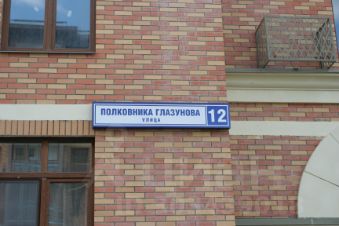 ПОЛКОВНИКА ГЛАЗУНОВА 12
УЛИЦА